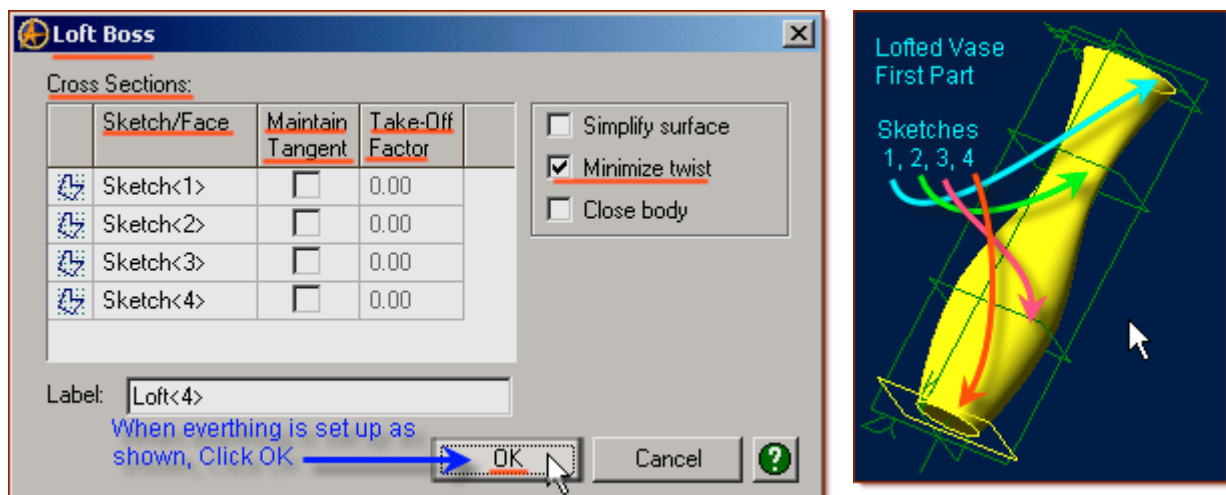 Loft Boss
Cross Sections:
Sketch/Face Maintain Tangent Take-Off Factor
Sketch<1> 0.00
Sketch<2> 0.00
Sketch<3> 0.00
Sketch<4> 0.00
Simplify surface
Minimize twist
Close body
Label: Loft<4>
When everthing is set up as
shown, Click OK
OK Cancel ?
Lofted Vase
First Part
Sketches
1, 2, 3, 4